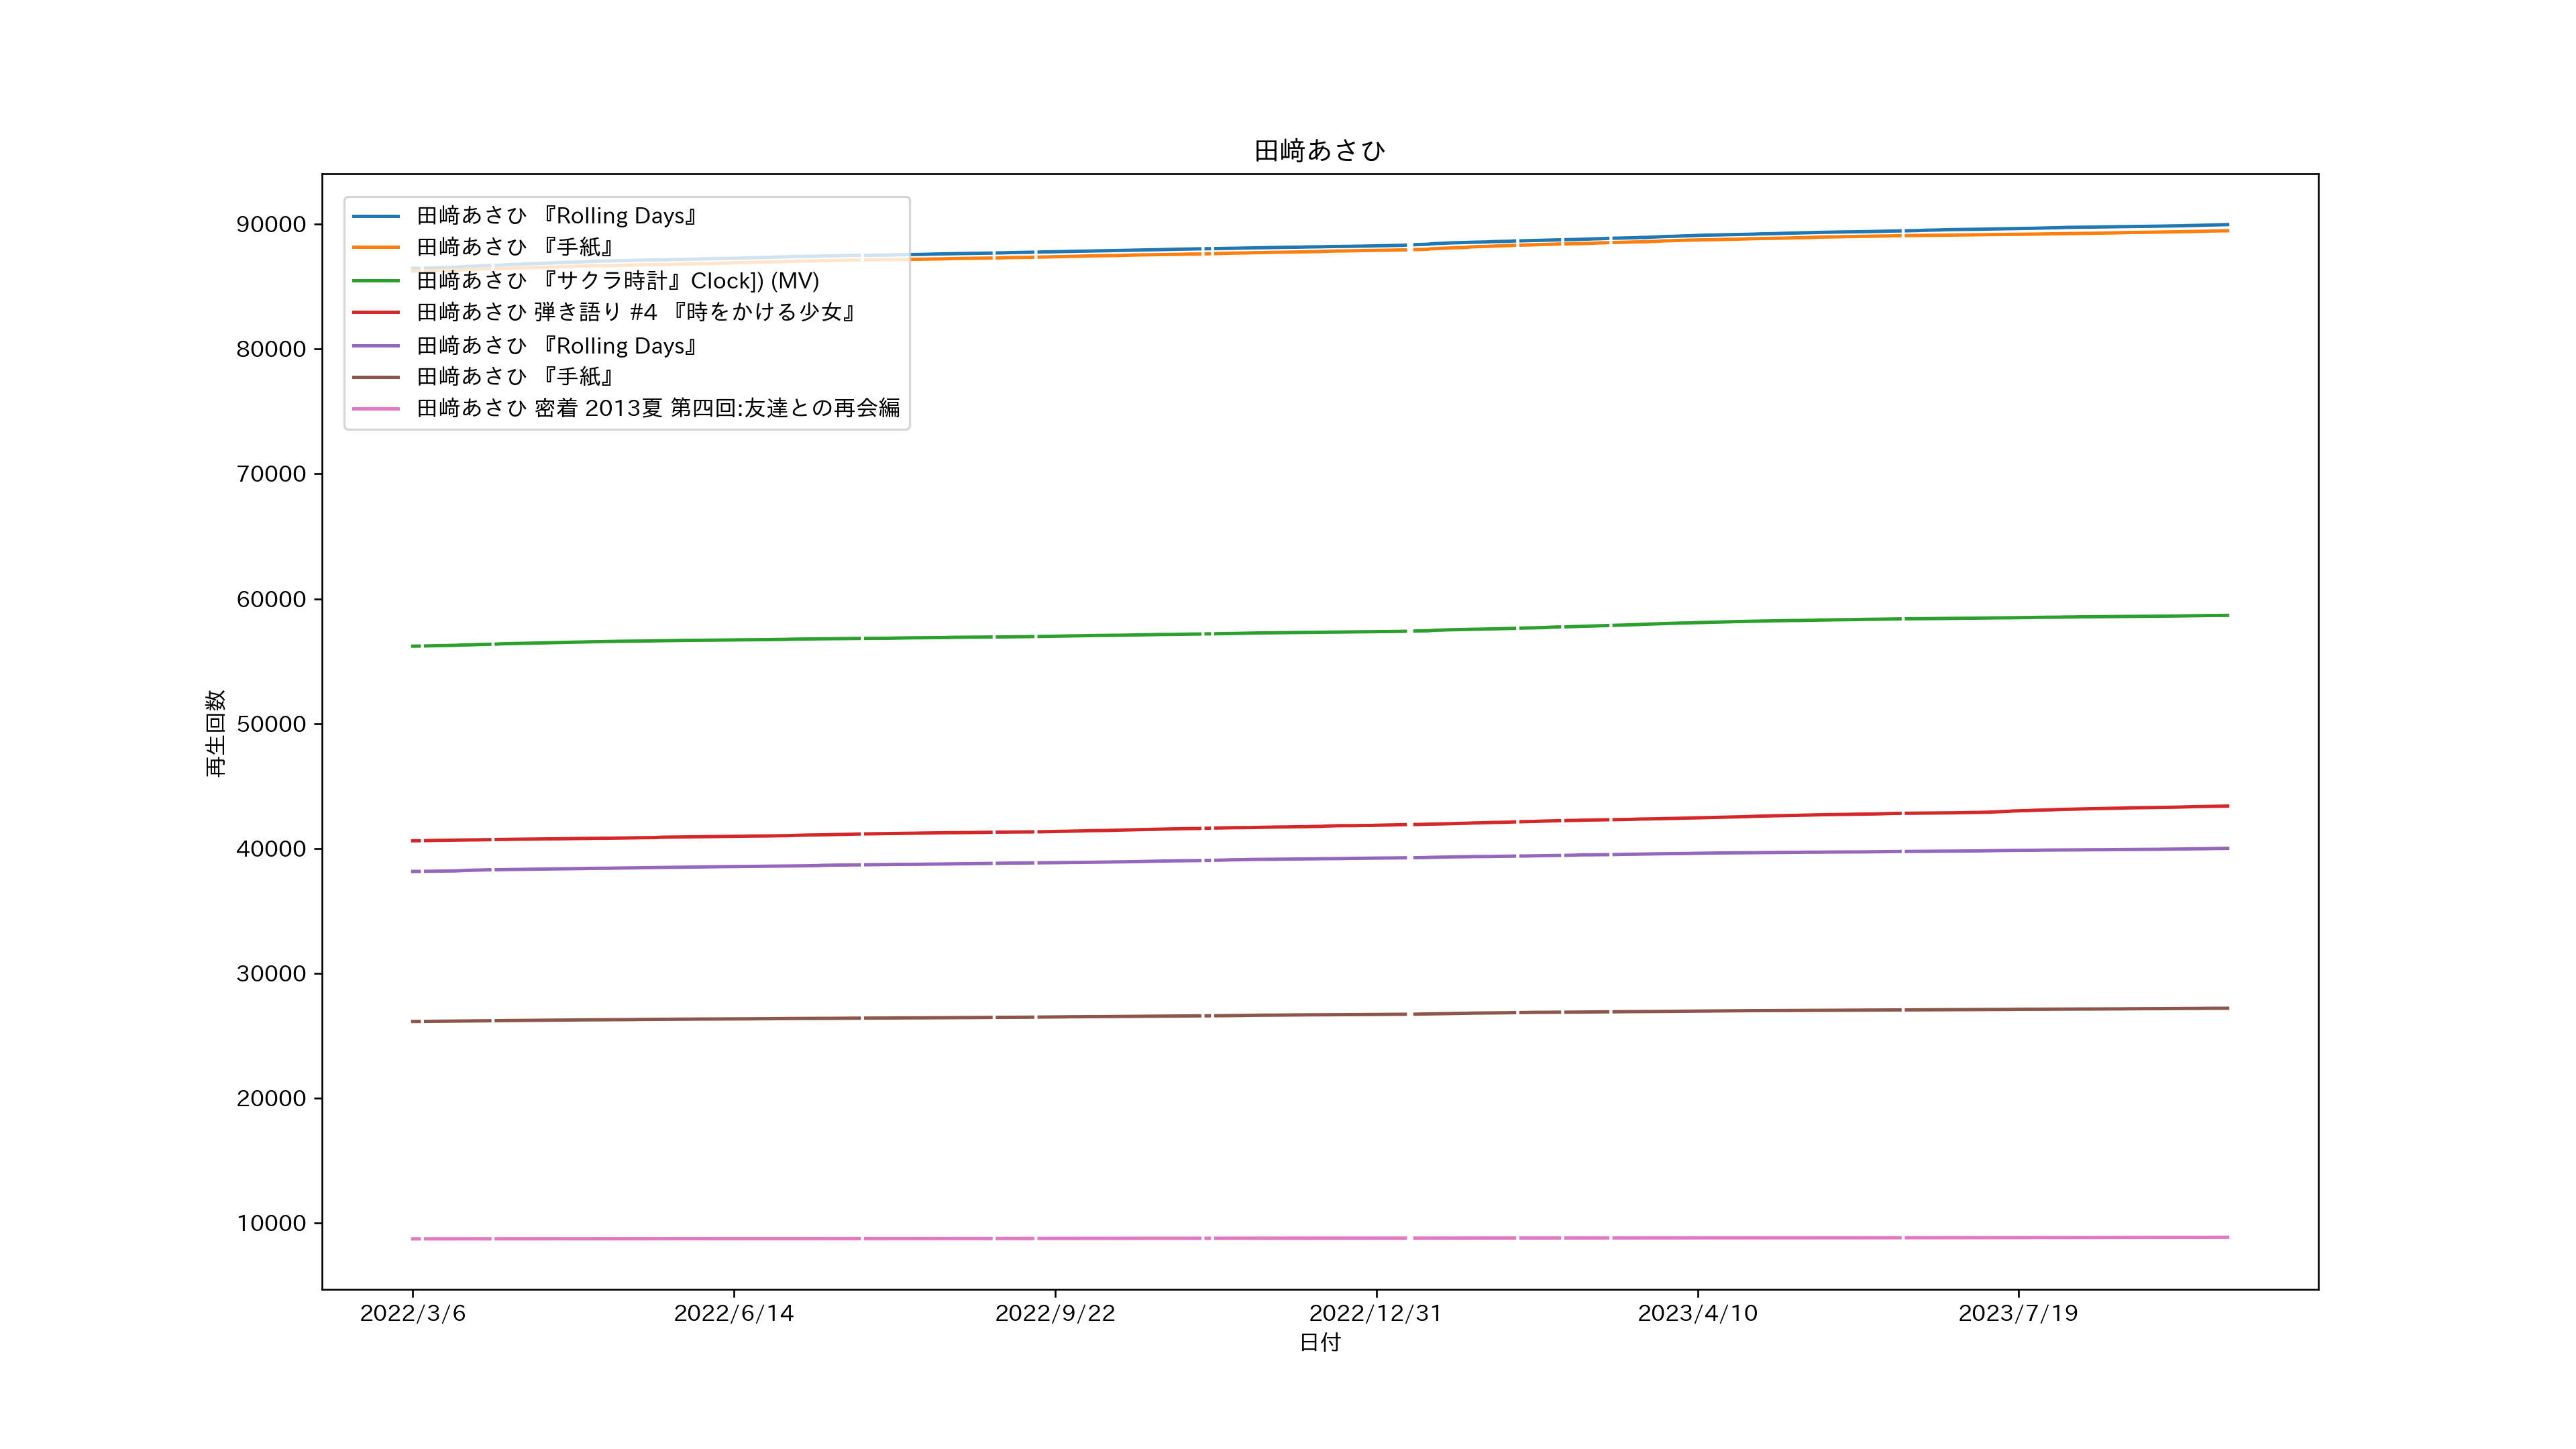 田﨑あさひ
田﨑あさひ 『Rolling Days』
田﨑あさひ 『手紙』
田﨑あさひ 『サクラ時計』Clock]) (MV)
田﨑あさひ 弾き語り #4 『時をかける少女』
田﨑あさひ 『Rolling Days』
田﨑あさひ 『手紙』
田﨑あさひ 密着 2013夏 第四回:友達との再会編
90000
80000
70000
60000
50000
40000
30000
20000
10000
再生回数
2022/3/6
2022/6/14
2022/9/22
2022/12/31
2023/4/10
2023/7/19
日付